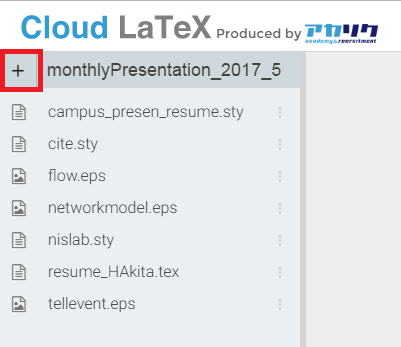 Cloud LaTeX Produced by アカリク
academy&recruitment
+ monthlyPresentation_2017_5
campus_presen_resume.sty
cite.sty
flow.eps
networkmodel.eps
nislab.sty
resume_HAkita.tex
tellevent.eps